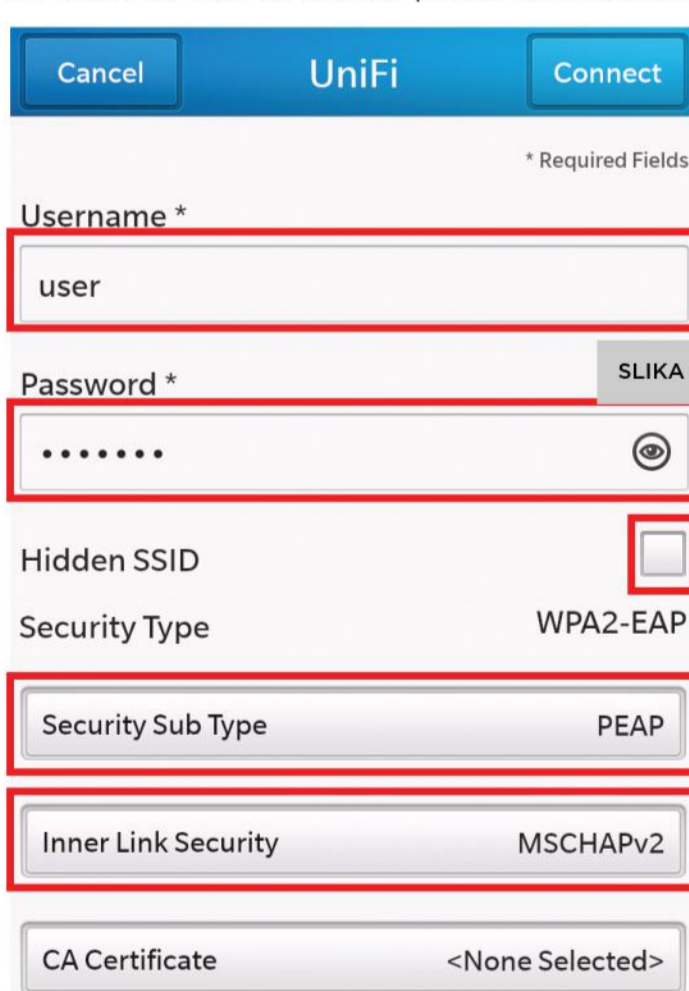 Cancel UniFi Connect
* Required Fields
Username *
user
SLIKA
Password *
•••••••
Hidden SSID
Security Type WPA2-EAP
Security Sub Type PEAP
Inner Link Security MSCHAPv2
CA Certificate <None Selected>